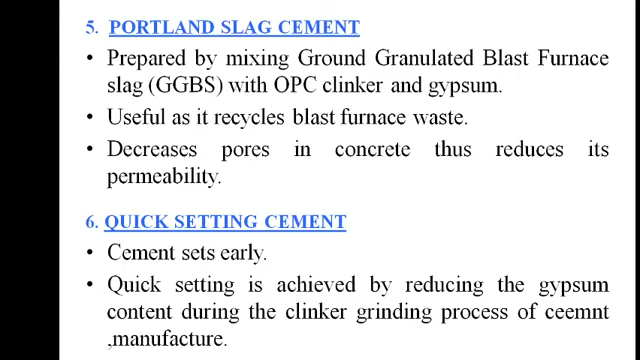 5. PORTLAND SLAG CEMENT
• Prepared by mixing Ground Granulated Blast Furnace
slag (GGBS) with OPC clinker and gypsum.
• Useful as it recycles blast furnace waste.
• Decreases pores in concrete thus reduces its
permeability.
6. QUICK SETTING CEMENT
• Cement sets early.
• Quick setting is achieved by reducing the gypsum
content during the clinker grinding process of ceemnt
,manufacture.